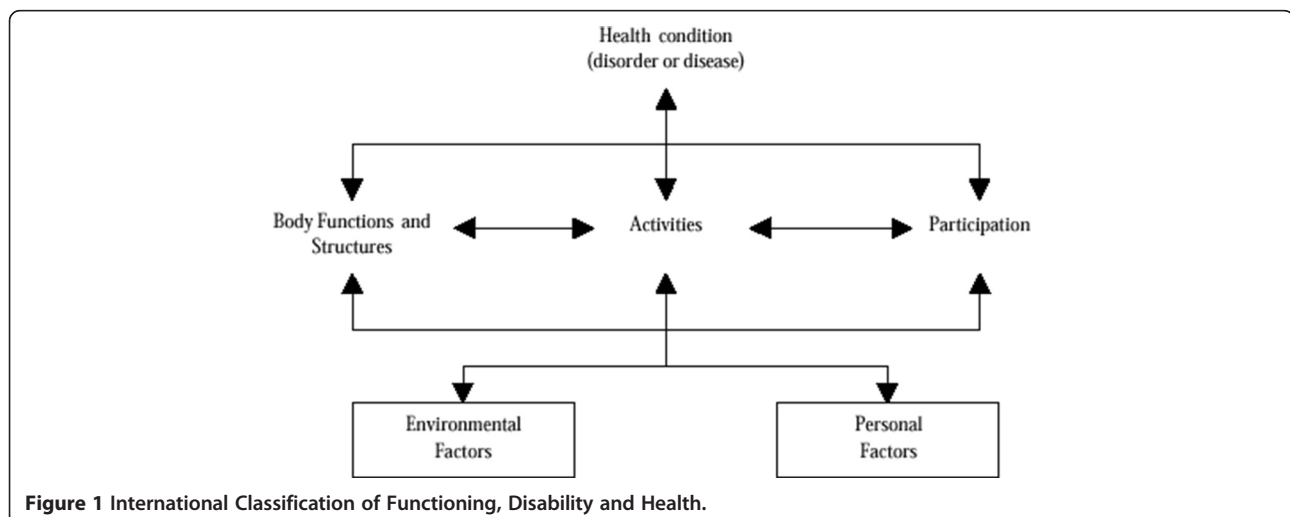 Health condition
(disorder or disease)
Body Functions and
Structures
Activities
Participation
Environmental
Factors
Personal
Factors
Figure 1 International Classification of Functioning, Disability and Health.